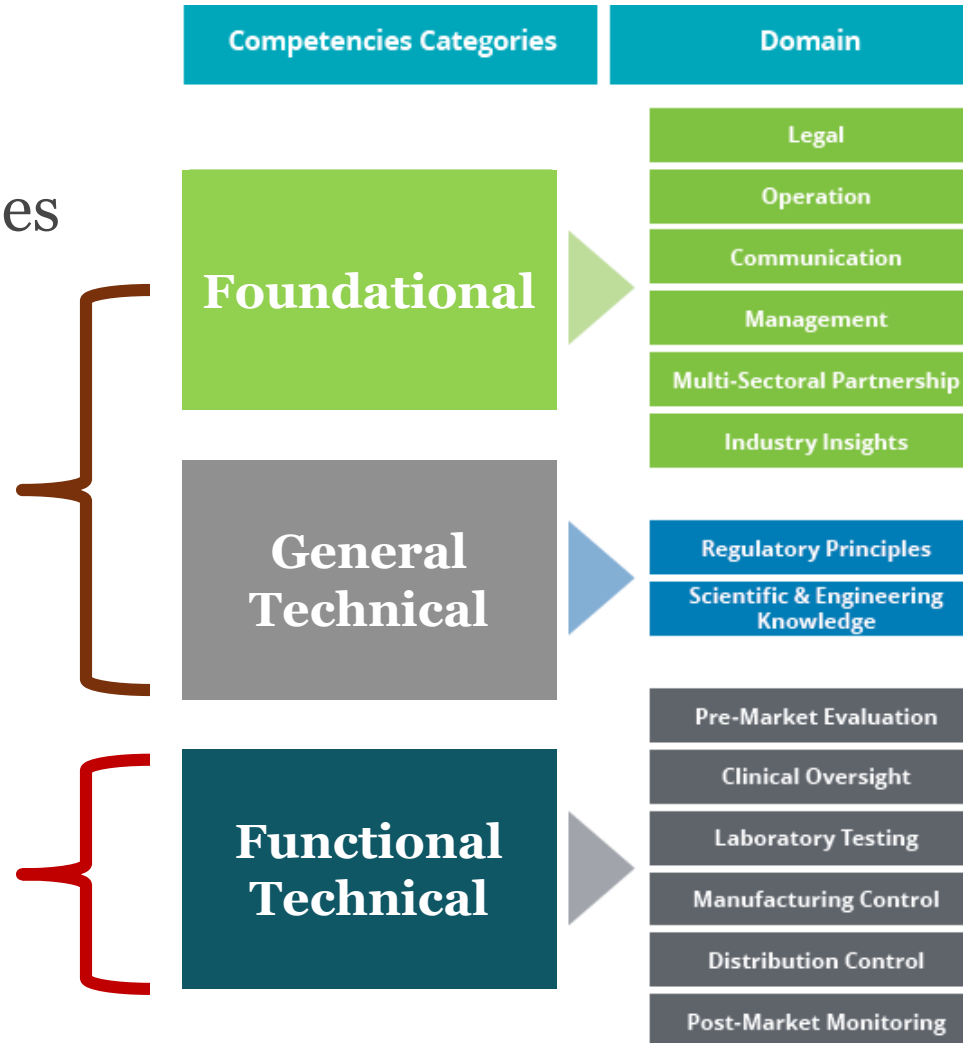 Competencies Categories
Domain
es
Foundational
Legal
Operation
Communication
Management
Multi-Sectoral Partnership
Industry Insights
General
Technical
Regulatory Principles
Scientific & Engineering
Knowledge
Functional
Technical
Pre-Market Evaluation
Clinical Oversight
Laboratory Testing
Manufacturing Control
Distribution Control
Post-Market Monitoring